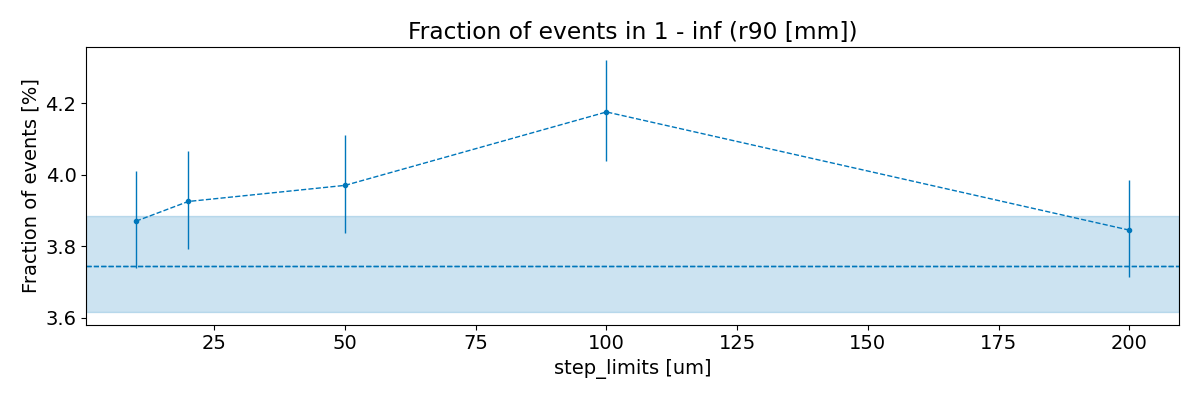 Fraction of events in 1 - inf (r90 [mm])
Fraction of events [%]
4.2
4.0
3.8
3.6
25 50 75 100 125 150 175 200
step_limits [um]